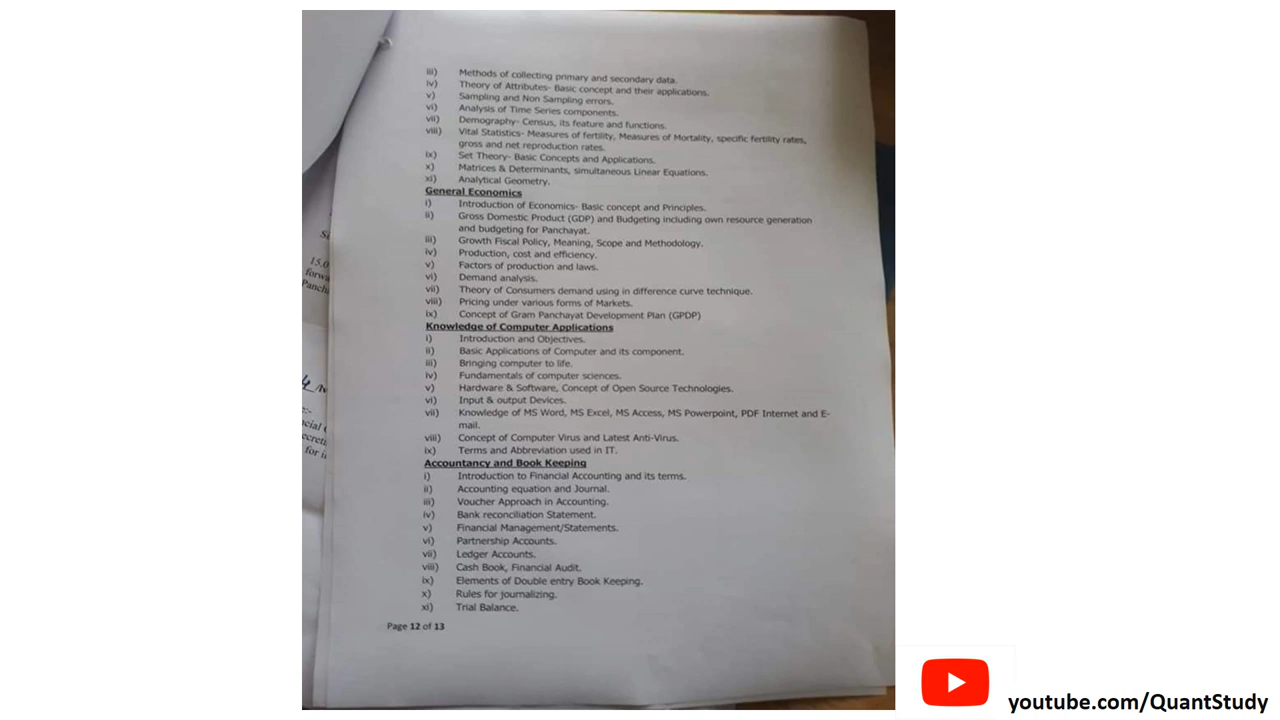 iii) Methods of collecting primary and secondary data.
iv) Theory of Attributes- Basic concept and their applications.
v) Sampling and Non Sampling errors.
vi) Analysis of Time Series components.
vii) Demography- Census, its feature and functions.
viii) Vital Statistics- Measures of fertility, Measures of Mortality, specific fertility rates,
gross and net reproduction rates.
ix) Set Theory- Basic Concepts and Applications.
x) Matrices & Determinants, simultaneous Linear Equations.
xi) Analytical Geometry.
General Economics
i) Introduction of Economics- Basic concept and Principles.
ii) Gross Domestic Product (GDP) and Budgeting including own resource generation
and budgeting for Panchayat.
iii) Growth Fiscal Policy, Meaning, Scope and Methodology.
iv) Production, cost and efficiency.
v) Factors of production and laws.
vi) Demand analysis.
vii) Theory of Consumers demand using in difference curve technique.
viii) Pricing under various forms of Markets.
ix) Concept of Gram Panchayat Development Plan (GPDP)
Knowledge of Computer Applications
i) Introduction and Objectives.
ii) Basic Applications of Computer and its component.
iii) Bringing computer to life.
iv) Fundamentals of computer sciences.
v) Hardware & Software, Concept of Open Source Technologies.
vi) Input & output Devices.
vii) Knowledge of MS Word, MS Excel, MS Access, MS Powerpoint, PDF Internet and E-
mail.
viii) Concept of Computer Virus and Latest Anti-Virus.
ix) Terms and Abbreviation used in IT.
Accountancy and Book Keeping
i) Introduction to Financial Accounting and its terms.
ii) Accounting equation and Journal.
iii) Voucher Approach in Accounting.
iv) Bank reconciliation Statement.
v) Financial Management/Statements.
vi) Partnership Accounts.
vii) Ledger Accounts.
viii) Cash Book, Financial Audit.
ix) Elements of Double entry Book Keeping.
x) Rules for journalizing.
xi) Trial Balance.
Page 12 of 13
15.0
forwa
Panch
cial
ecret
for i
youtube.com/QuantStudy